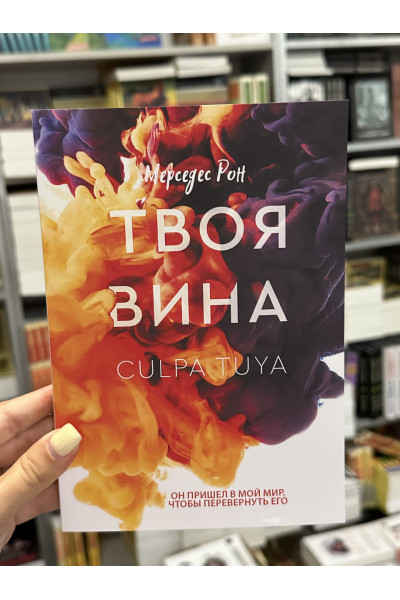 Мерседес Рон
ТВОЯ
ВИНА
CULPA TUYA
ОН ПРИШЕЛ В МОЙ МИР,
ЧТОБЫ ПЕРЕВЕРНУТЬ ЕГО